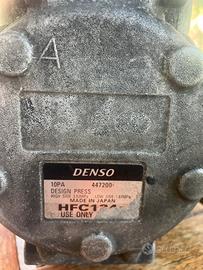 A
DENSO
10PA 447200-
DESIGN PRESS
MADE IN JAPAN
HFC134
USE ONLY